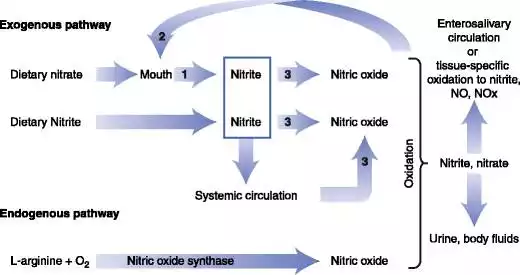 Exogenous pathway
2
Enterosalivary
circulation
or
tissue-specific
oxidation to nitrite,
NO, NOx
Dietary nitrate
Mouth
1
Nitrite
3
Nitric oxide
Dietary Nitrite
Nitrite
3
Nitric oxide
3
Oxidation
Nitrite, nitrate
Systemic circulation
Endogenous pathway
Urine, body fluids
L-arginine + O₂
Nitric oxide synthase
Nitric oxide